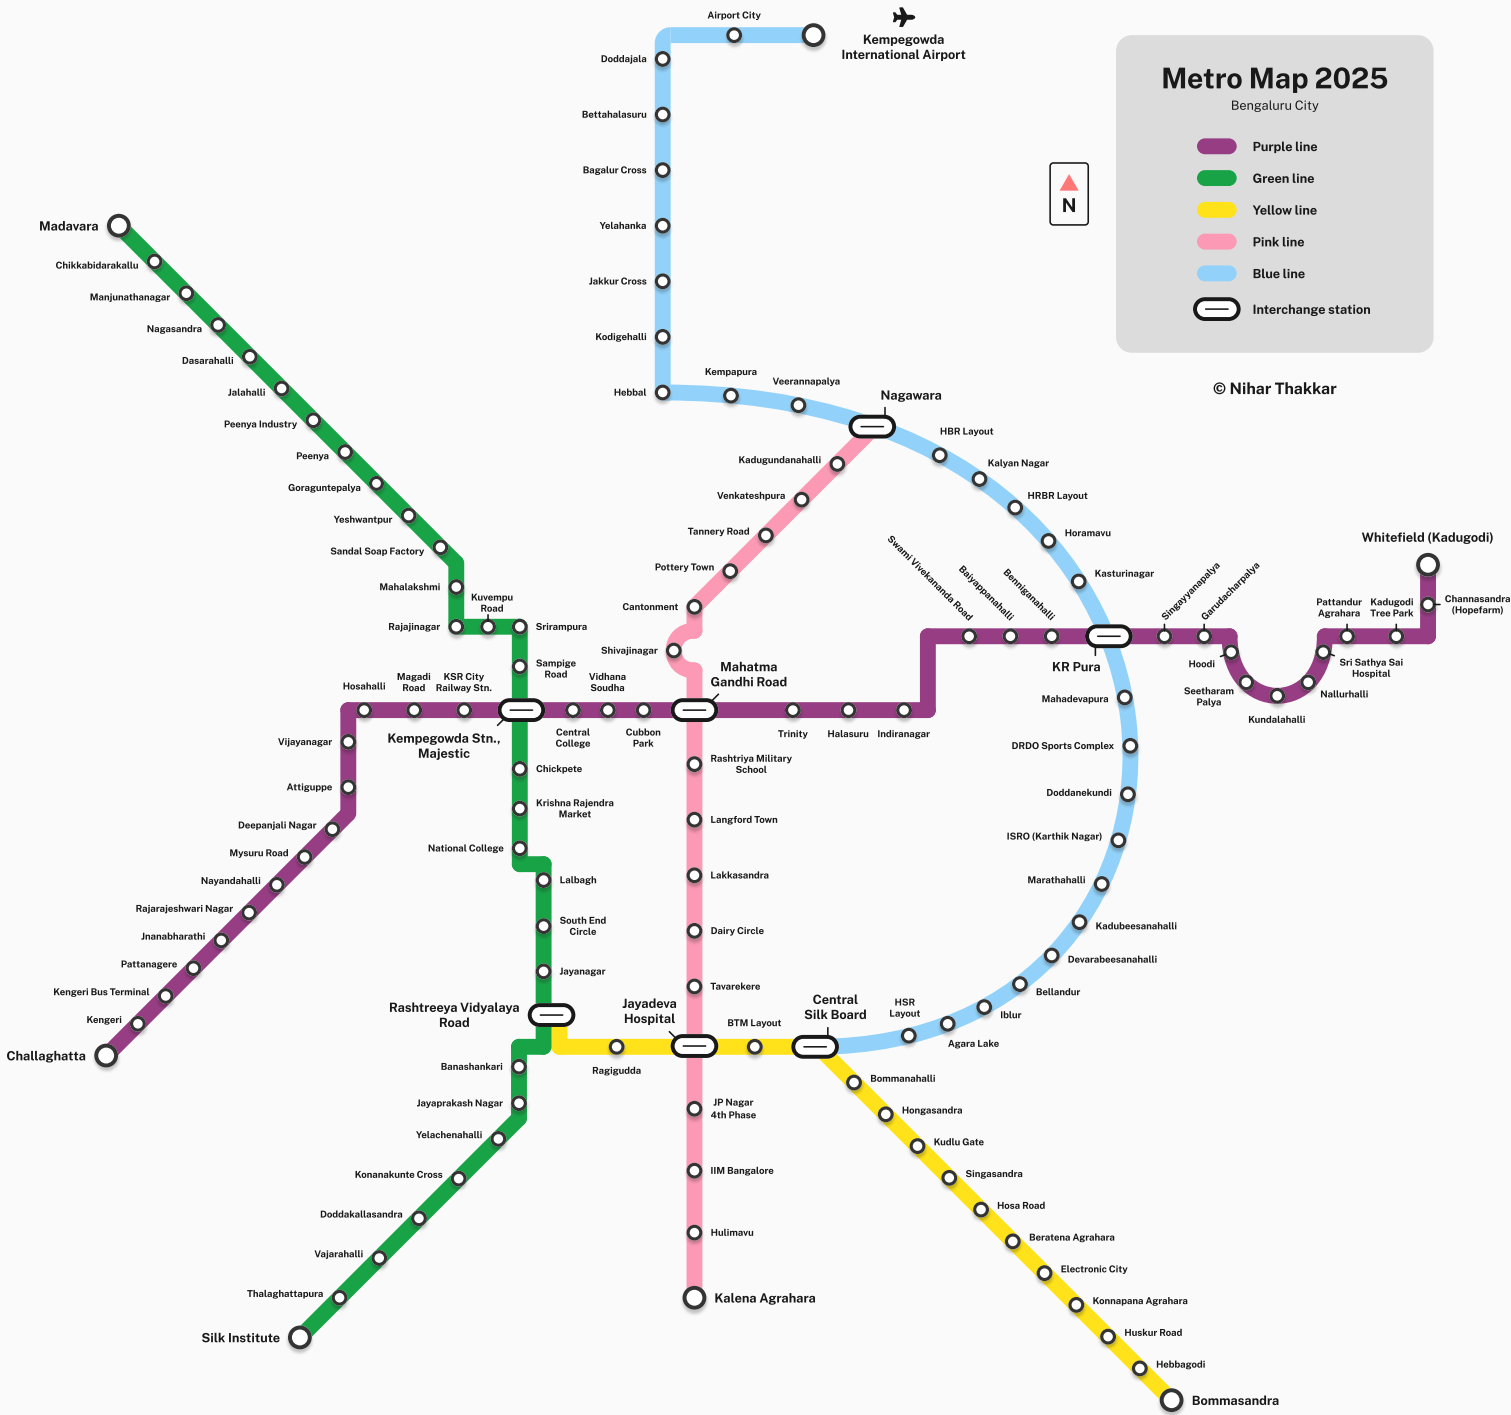 Airport City
Kempegowda
International Airport
Doddajala
Bettahalasuru
Bagalur Cross
Yelahanka
Jakkur Cross
Kodigehalli
Hebbal
Kempapura
Veerannapalya
Nagawara
Metro Map 2025
Bengaluru City
Purple line
Green line
Yellow line
Pink line
Blue line
Interchange station
N
© Nihar Thakkar
Madavara
Chikkabidarakallu
Manjunathanagar
Nagasandra
Dasarahalli
Jalahalli
Peenya Industry
Peenya
Goraguntepalya
Yeshwantpur
Sandal Soap Factory
Mahalakshmi
Rajajinagar
Kuvempu
Road
Srirampura
Sampige
Road
Kadugundanahalli
Venkateshpura
Tannery Road
Pottery Town
Cantonment
Shivajinagar
Mahatma
Gandhi Road
HBR Layout
Kalyan Nagar
HRBR Layout
Horamavu
Kasturinagar
Swami Vivekananda Road
Baiyappanahalli
Benniganahalli
KR Pura
Singayyanapalya
Garudacharpalya
Hoodi
Seetharam
Palya
Kundalahalli
Nallurhalli
Sri Sathya Sai
Hospital
Pattandur
Agrahara
Kadugodi
Tree Park
Channasandra
(Hopefarm)
Whitefield (Kadugodi)
Hosahalli
Magadi
Road
KSR City
Railway Stn.
Kempegowda Stn.,
Majestic
Central
College
Vidhana
Soudha
Cubbon
Park
Trinity
Halasuru
Indiranagar
Vijayanagar
Attiguppe
Deepanjali Nagar
Mysuru Road
Nayandahalli
Rajarajeshwari Nagar
Jnanabharathi
Pattanagere
Kengeri Bus Terminal
Kengeri
Challaghatta
Chickpete
Krishna Rajendra
Market
National College
Lalbagh
South End
Circle
Jayanagar
Rashtreeya Vidyalaya
Road
Banashankari
Jayaprakash Nagar
Yelachenahalli
Konanakunte Cross
Doddakallasandra
Vajarahalli
Thalaghattapura
Silk Institute
Rashtriya Military
School
Langford Town
Lakkasandra
Dairy Circle
Tavarekere
Jayadeva
Hospital
Ragigudda
BTM Layout
Central
Silk Board
JP Nagar
4th Phase
IIM Bangalore
Hulimavu
Kalena Agrahara
Mahadevapura
DRDO Sports Complex
Doddanekundi
ISRO (Karthik Nagar)
Marathahalli
Kadubeesanahalli
Devarabeesanahalli
Bellandur
Iblur
Agara Lake
HSR
Layout
Bommanahalli
Hongasandra
Kudlu Gate
Singasandra
Hosa Road
Beratena Agrahara
Electronic City
Konnapana Agrahara
Huskur Road
Hebbagodi
Bommasandra